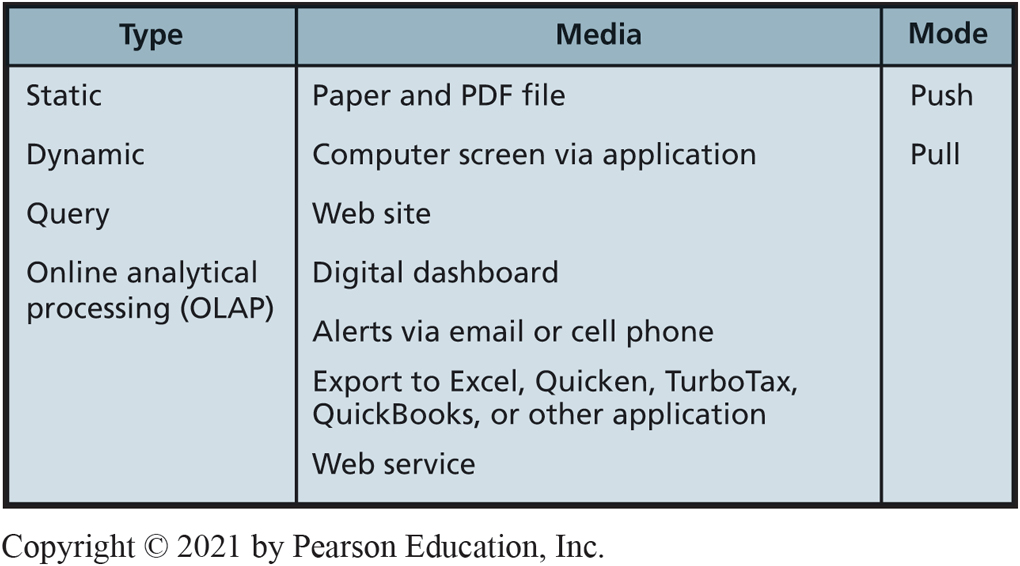 Type Media Mode
Static Paper and PDF file Push
Dynamic Computer screen via application Pull
Query Web site
Online analytical Digital dashboard
processing (OLAP)
Alerts via email or cell phone
Export to Excel, Quicken, TurboTax,
QuickBooks, or other application
Web service
Copyright © 2021 by Pearson Education, Inc.